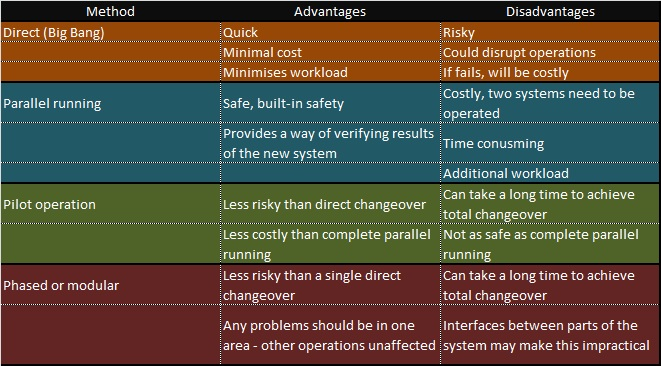 Method Advantages Disadvantages
Direct (Big Bang) Quick Risky
Minimal cost Could disrupt operations
Minimises workload If fails, will be costly
Parallel running Safe, built-in safety Costly, two systems need to be
operated
Provides a way of verifying results
of the new system Time conusming
Additional workload
Pilot operation Less risky than direct changeover Can take a long time to achieve
total changeover
Less costly than complete parallel Not as safe as complete parallel
running running
Phased or modular Less risky than a single direct Can take a long time to achieve
changeover total changeover
Any problems should be in one Interfaces between parts of the
area - other operations unaffected system may make this impractical